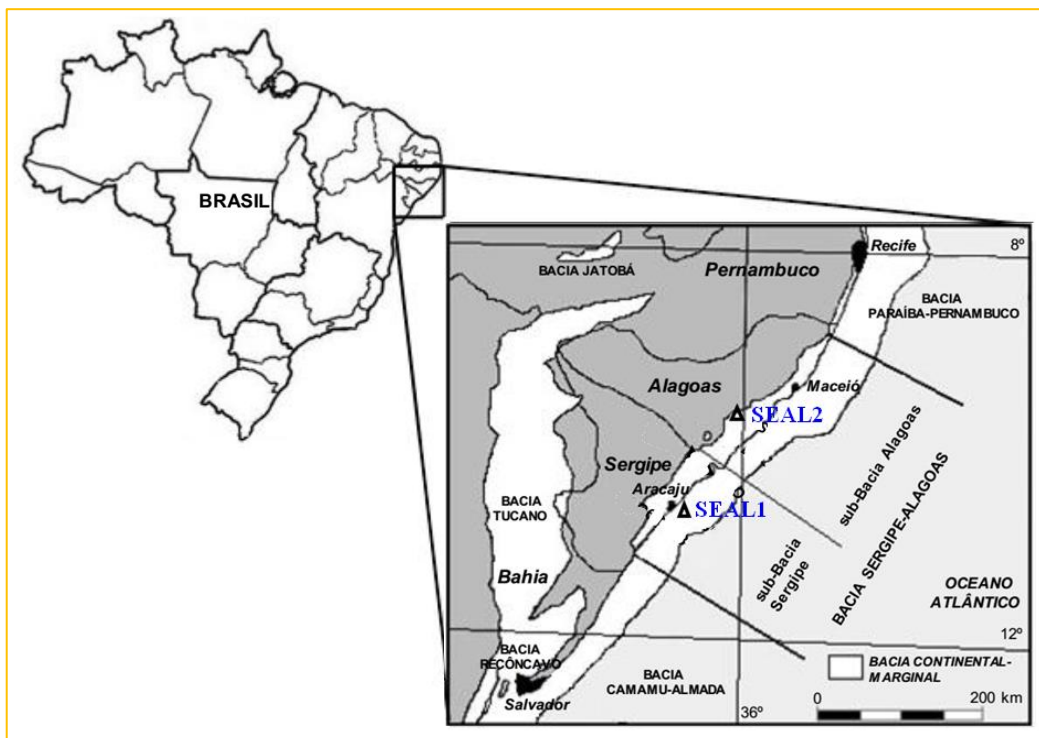 BRASIL
Recife
8º
BACIA JATOBÁ
Pernambuco
BACIA
PARAÍBA-PERNAMBUCO
Alagoas
Maceió
SEAL2
Sergipe
Aracaju
SEAL1
BACIA
TUCANO
sub-Bacia Alagoas
BACIA SERGIPE-ALAGOAS
sub-Bacia
Sergipe
Bahia
OCEANO
ATLÂNTICO
12º
BACIA
RECÔNCAVO
BACIA
CAMAMU-ALMADA
BACIA CONTINENTAL-
MARGINAL
Salvador
36º
0
200 km